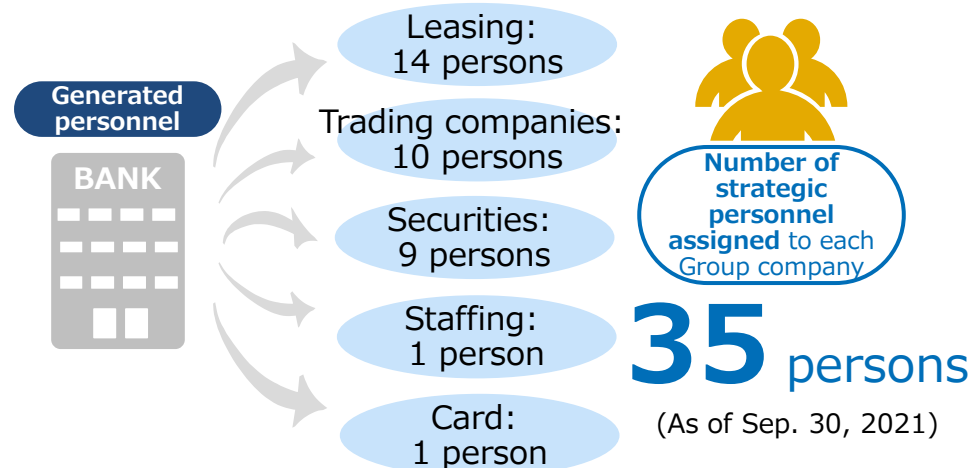 Generated
personnel
BANK
Leasing:
14 persons
Trading companies:
10 persons
Securities:
9 persons
Staffing:
1 person
Card:
1 person
Number of
strategic
personnel
assigned to each
Group company
35 persons
(As of Sep. 30, 2021)